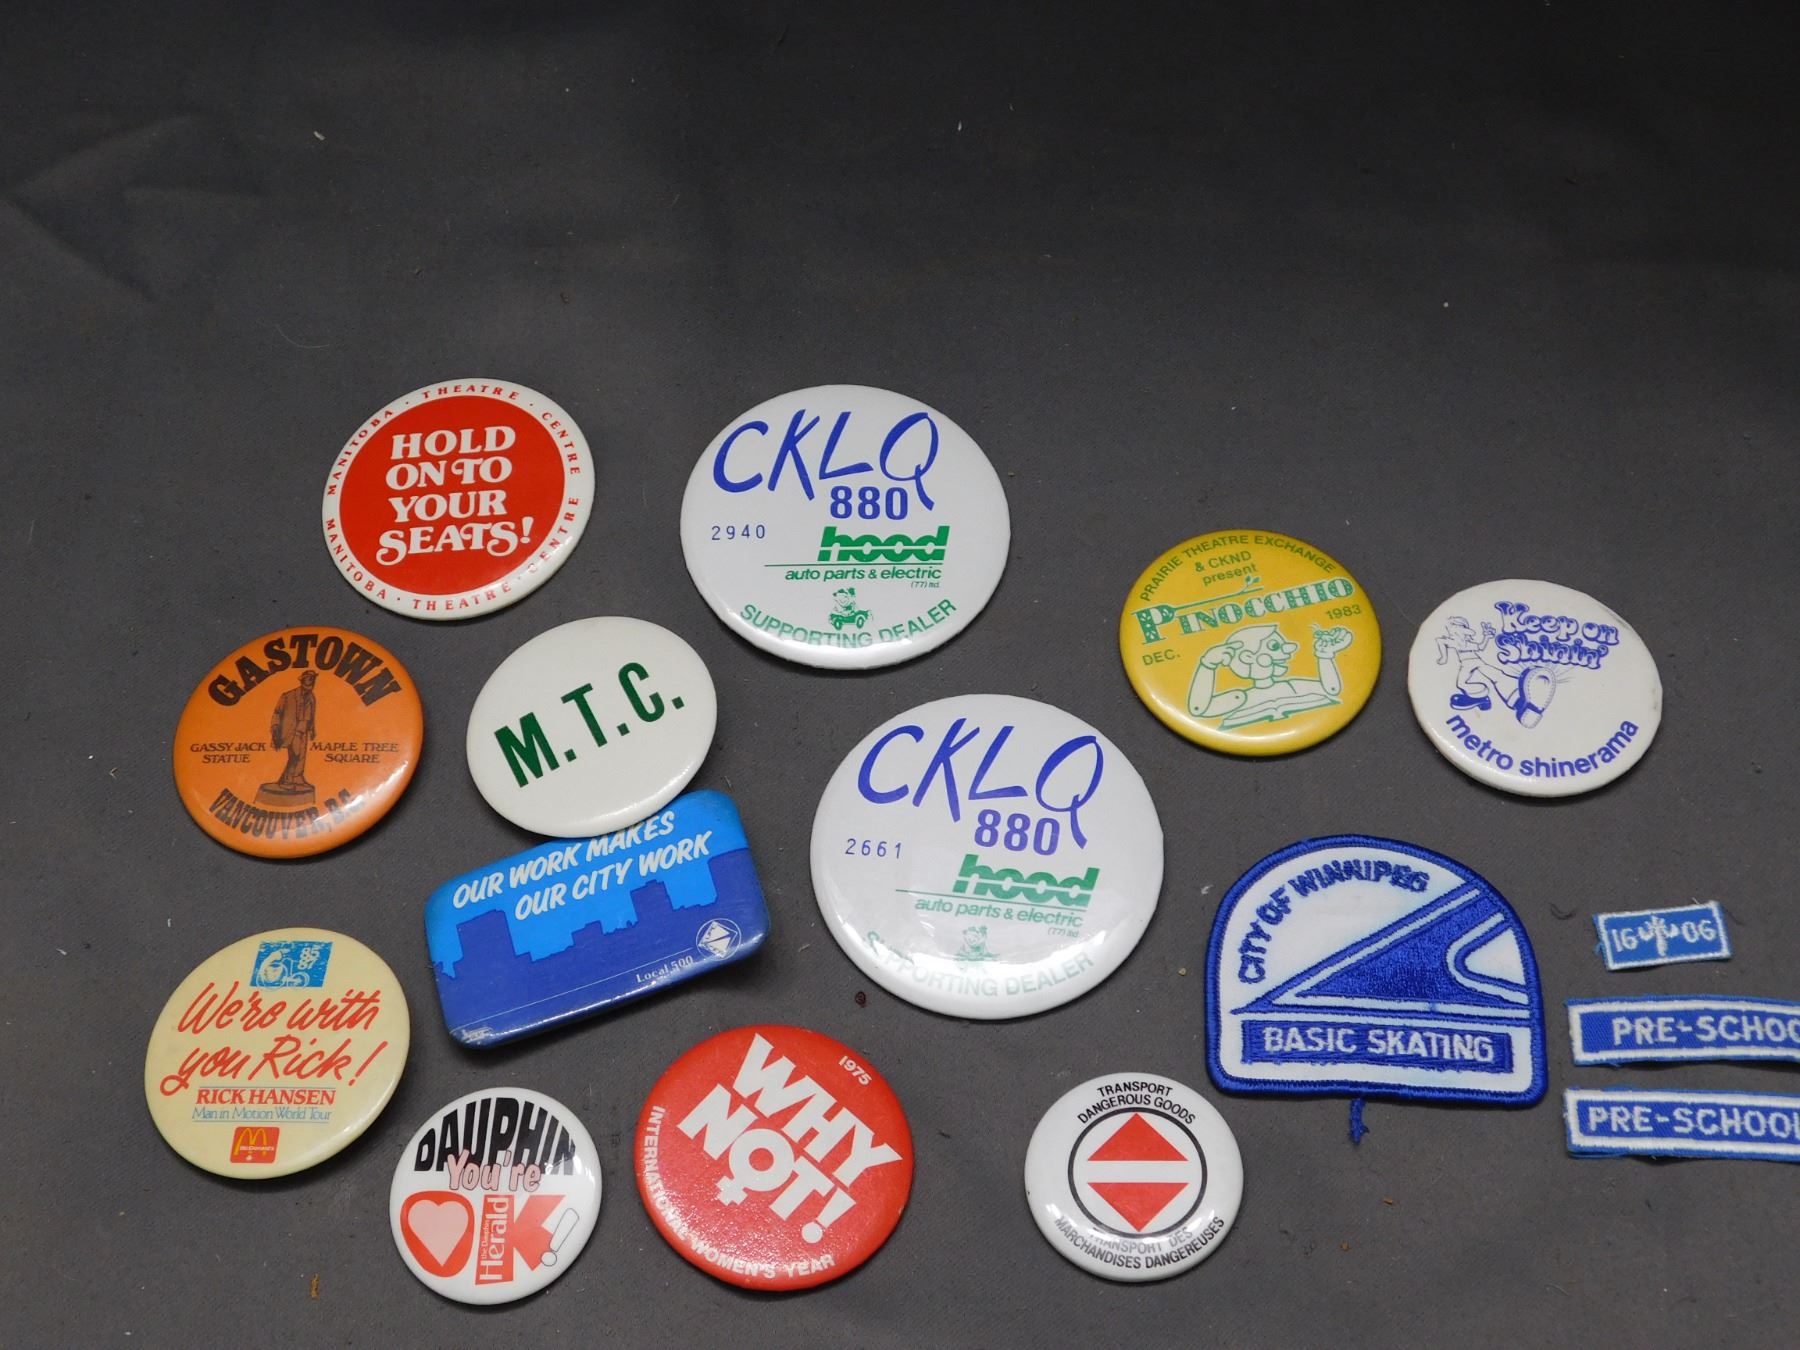 MANITOBA · THEATRE · CENTRE
HOLD
ON TO
YOUR
SEATS!
MANITOBA · THEATRE · CENTRE
CKLQ
880
2940
hood
auto parts & electric
(77) ltd.
SUPPORTING DEALER
PRAIRIE THEATRE EXCHANGE
& CKND
present
PINOCCHIO
DEC.
1983
Keep on
Shinin'
metro shinerama
GASTOWN
GASSY JACK
STATUE
MAPLE TREE
SQUARE
VANCOUVER, B.C.
M.T.C.
OUR WORK MAKES
OUR CITY WORK
Local 500
CKLQ
880
2661
hood
auto parts & electric
(77) ltd
SUPPORTING DEALER
CITY OF WINNIPEG
BASIC SKATING
16 06
PRE-SCHOO
PRE-SCHOOL
85
We're with
you Rick!
RICK HANSEN
Man in Motion World Tour
McDonald's
DAUPHIN
You're
OK!
the Dauphin
Herald
1975
WHY
NOT!
INTERNATIONAL WOMEN'S YEAR
TRANSPORT
DANGEROUS GOODS
TRANSPORT DES
MARCHANDISES DANGEREUSES